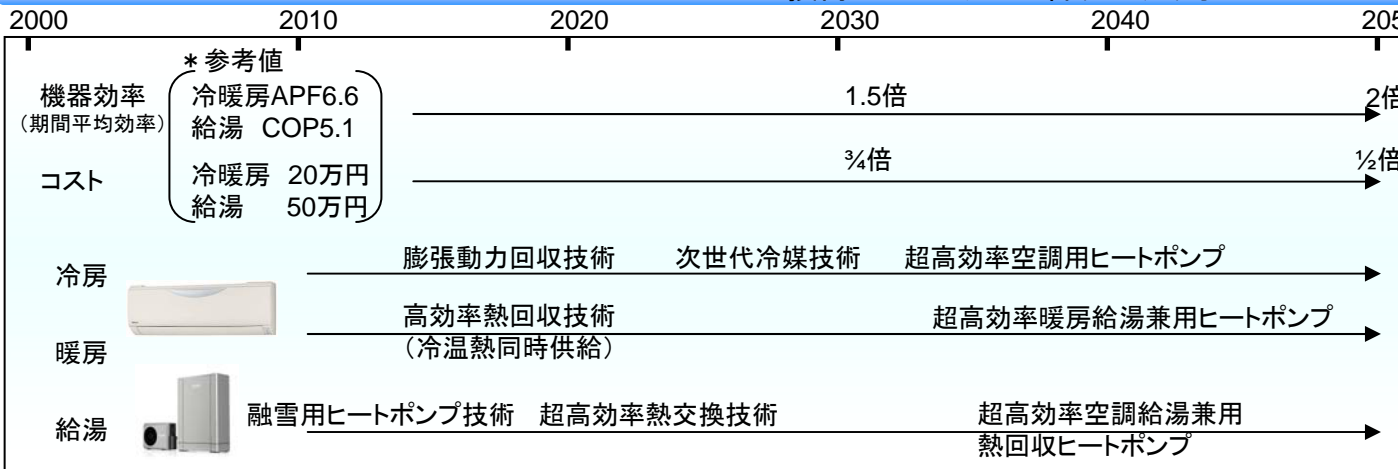 2000 2010 2020 2030 2040 205
＊参考値
機器効率 冷暖房APF6.6 1.5倍 2倍
（期間平均効率） 給湯 COP5.1
¾倍 ½倍
コスト 冷暖房 20万円
給湯 50万円
冷房 膨張動力回収技術 次世代冷媒技術 超高効率空調用ヒートポンプ
高効率熱回収技術 超高効率暖房給湯兼用ヒートポンプ
暖房 （冷温熱同時供給）
給湯 融雪用ヒートポンプ技術 超高効率熱交換技術 超高効率空調給湯兼用
熱回収ヒートポンプ